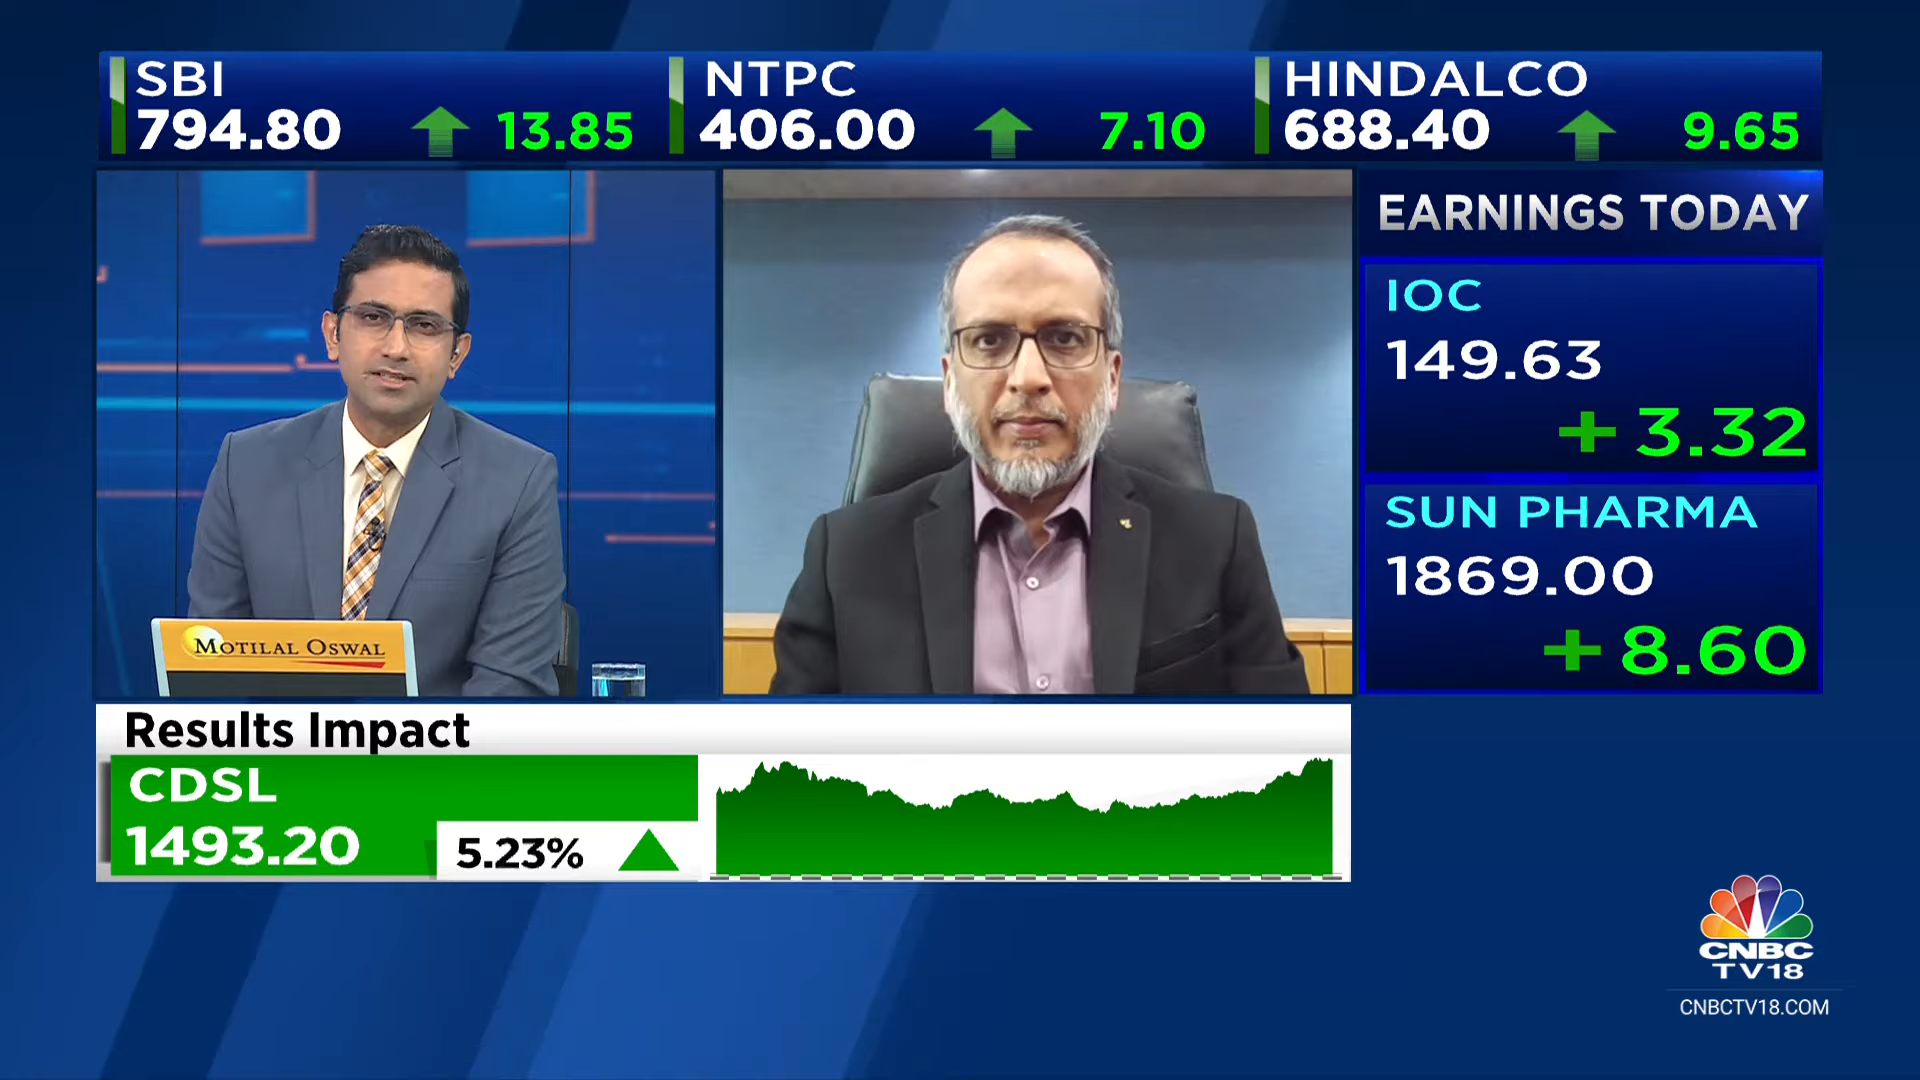 SBI
794.80 13.85
NTPC
406.00 7.10
HINDALCO
688.40 9.65
EARNINGS TODAY
IOC
149.63
+ 3.32
SUN PHARMA
1869.00
+ 8.60
MOTILAL OSWAL
Results Impact
CDSL
1493.20
5.23%
CNBC
TV18
CNBCTV18.COM